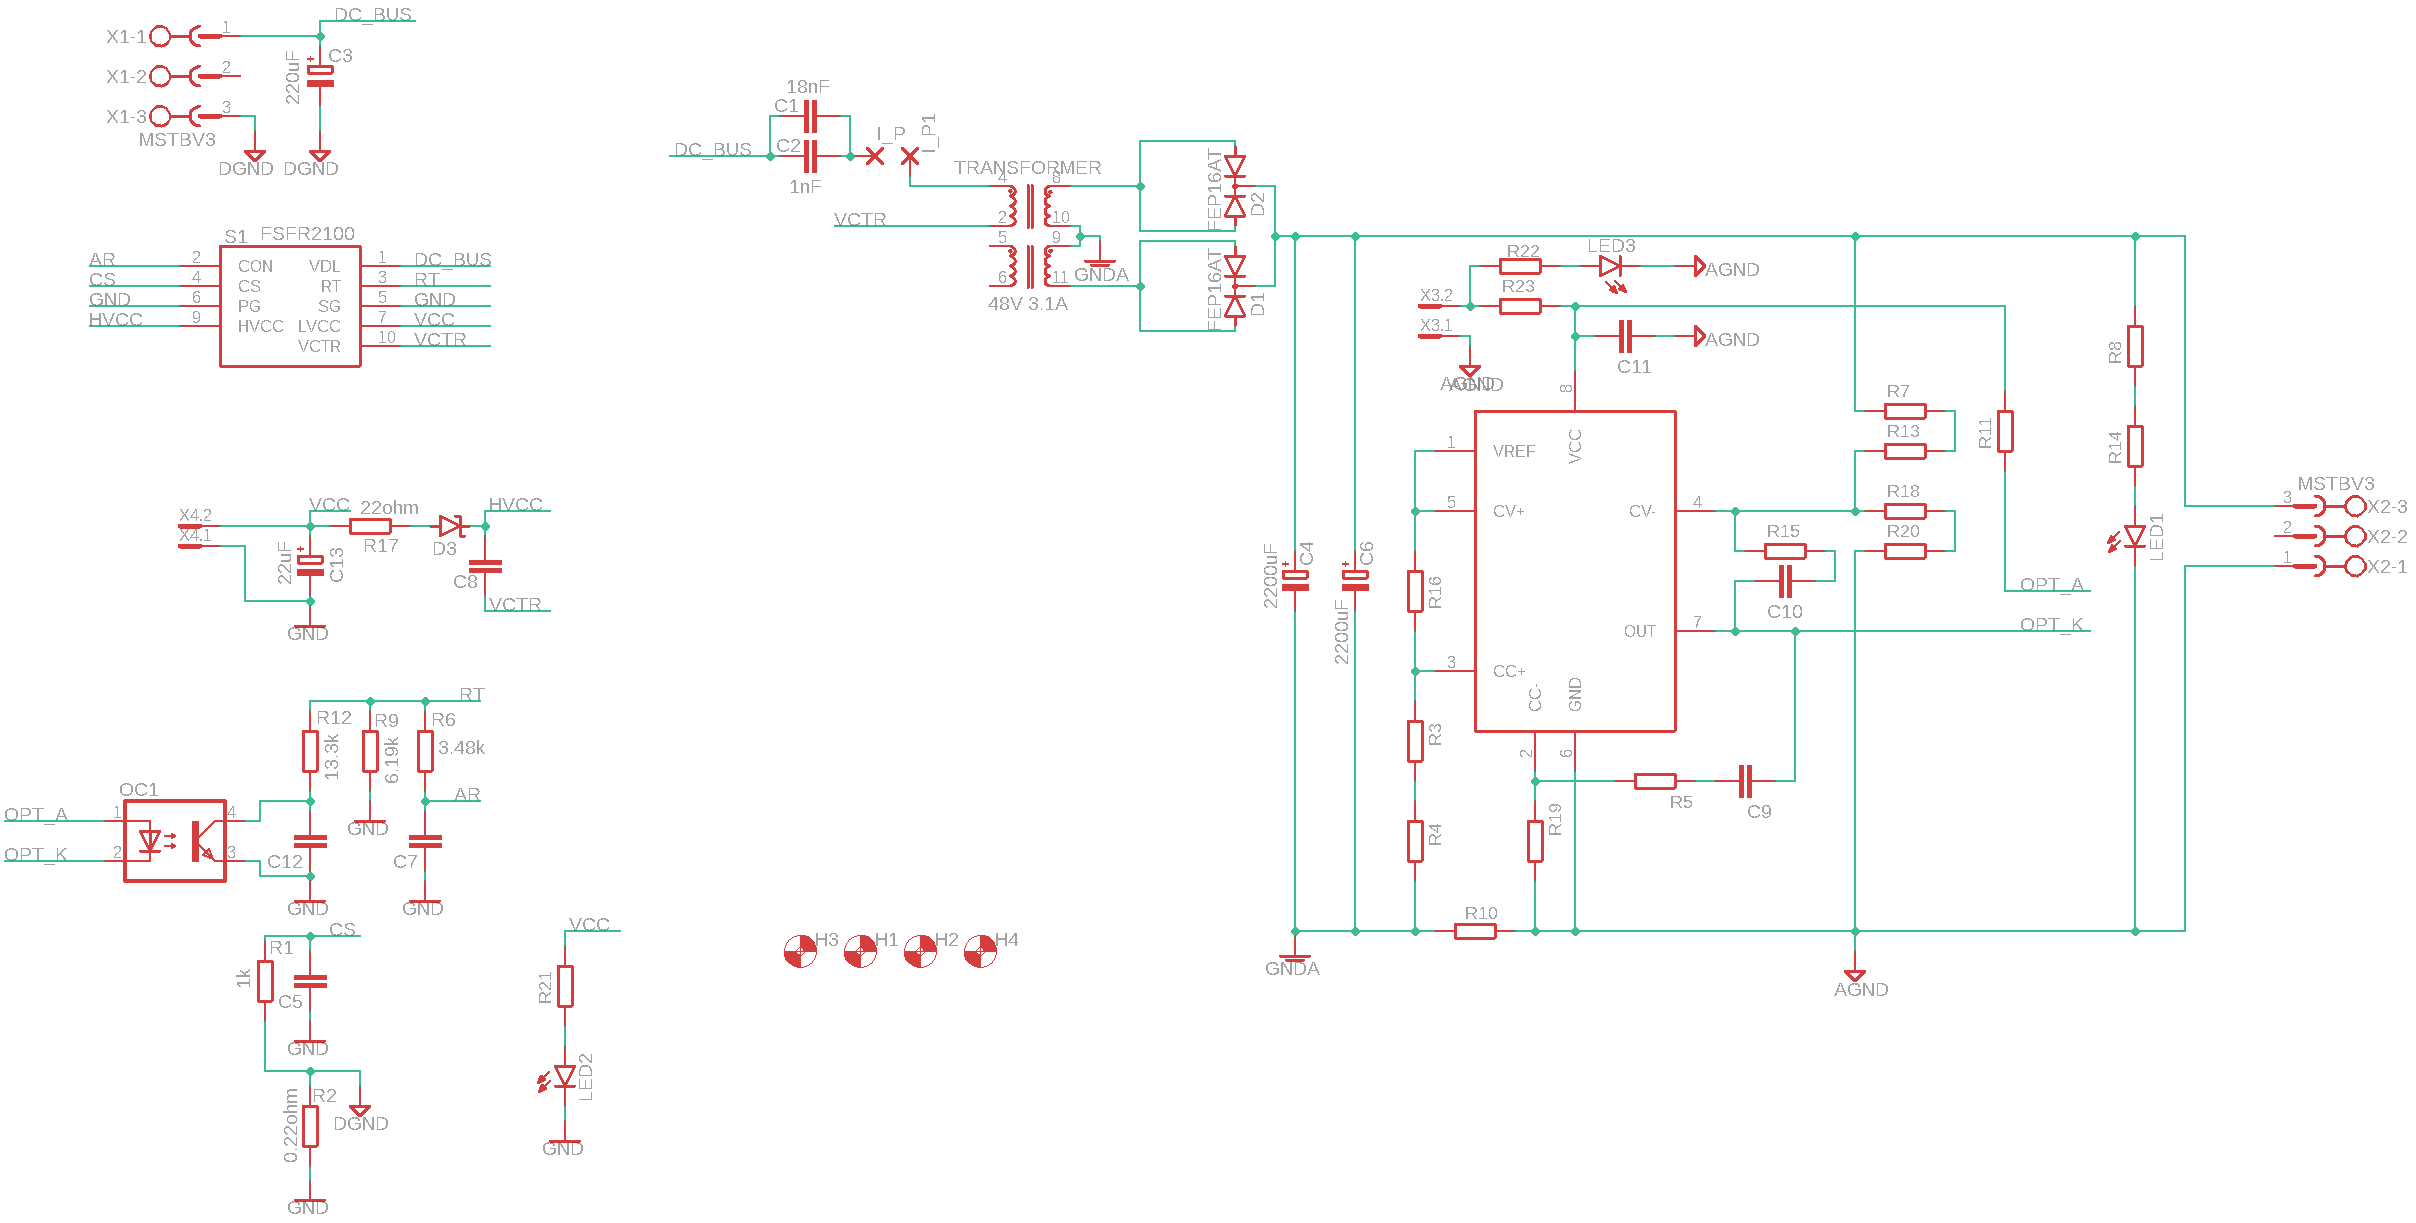 DC_BUS
X1-1 1
C3
220uF
X1-2 2
X1-3 3
MSTBV3
DGND DGND
S1 FSFR2100
AR 2 CON VDL 1 DC_BUS
CS 4 CS RT 3 RT
GND 6 PG SG 5 GND
HVCC 9 HVCC LVCC 7 VCC
VCTR 10 VCTR
VCC 22ohm HVCC
X4.2
X4.1
R17 D3
22uF C13
C8
VCTR
GND
RT
R12 R9 R6
13.3k 6.19k 3.48k
OC1
AR
OPT_A 1 4
OPT_K 2 3
GND
C12 C7
GND GND
CS
R1
1k
C5
GND
R2
0.22ohm
DGND
GND
VCC
R21
LED2
GND
H3 H1 H2 H4
18nF
C1
C2
1nF
DC_BUS
I_P I_P1
TRANSFORMER
4 8
VCTR 2 10
5 9
GNDA
6 11
48V 3.1A
FEP16AT D2
FEP16AT D1
R22 LED3
AGND
X3.2 R23
X3.1
AGND
C11
AGND
AGND
8
VCC
1 VREF
5 CV+
3 CC+
CV- 4
OUT 7
CC- GND
2 6
R7
R13
R18
R20
R15
C10
R11
R8
R14
LED1
OPT_A
OPT_K
MSTBV3
3 X2-3
2 X2-2
1 X2-1
2200uF C4
2200uF C6
R16
R3
R4
R19
R5 C9
R10
GNDA
AGND